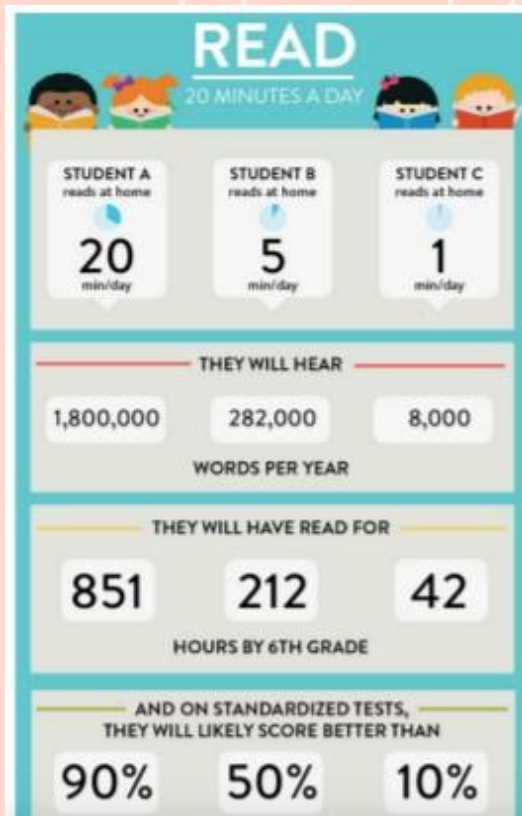 READ
20 MINUTES A DAY
STUDENT A
reads at home
20
min/day
STUDENT B
reads at home
5
min/day
STUDENT C
reads at home
1
min/day
THEY WILL HEAR
1,800,000 282,000 8,000
WORDS PER YEAR
THEY WILL HAVE READ FOR
851 212 42
HOURS BY 6TH GRADE
AND ON STANDARDIZED TESTS,
THEY WILL LIKELY SCORE BETTER THAN
90% 50% 10%